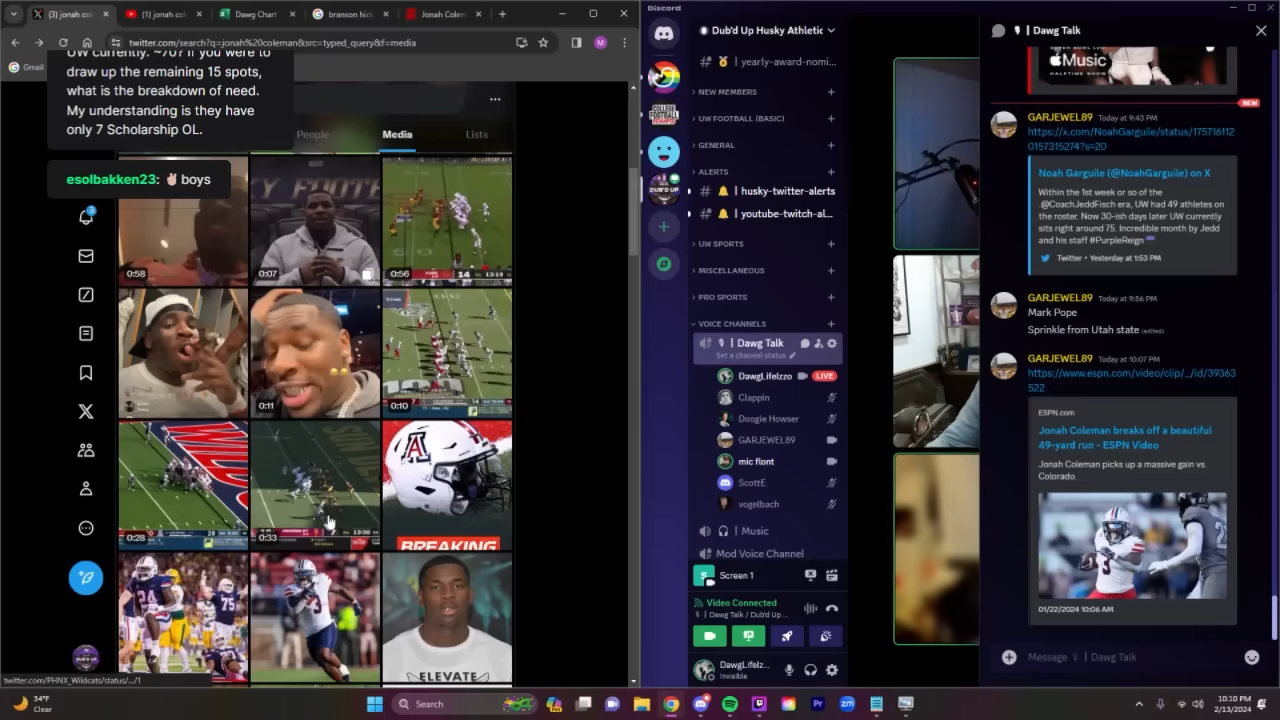 (3) jonah col
(1) jonah col
Dawg Chart
branson hick
Jonah Colem
twitter.com/search?q=jonah%20coleman&src=typed_query&f=media
M
Gmail
UW currently. ~70? If you were to
draw up the remaining 15 spots,
what is the breakdown of need.
My understanding is they have
only 7 Scholarship OL.
esolbakken23: ✌🏼 boys
People
Media
Lists
3
0:58
0:07
0:56
14
13:19
0:11
0:10
0:28
0:33
BREAKING
ELEVATE
twitter.com/PHNX_Wildcats/status/.../1
Discord
Dub'd Up Husky Athletic
yearly-award-nomi...
NEW MEMBERS
UW FOOTBALL (BASIC)
GENERAL
ALERTS
husky-twitter-alerts
youtube-twitch-al...
UW SPORTS
MISCELLANEOUS
PRO SPORTS
VOICE CHANNELS
Dawg Talk
Set a channel status
DawgLifeIzzo
LIVE
Clappin
Doogie Howser
GARJEWEL89
mic flont
ScottE
vogelbach
Music
Mod Voice Channel
Screen 1
Video Connected
Dawg Talk / Dub'd Up...
DawgLifeIz...
Invisible
Dawg Talk
Music
HALFTIME SHOW
NEW
GARJEWEL89 Today at 9:43 PM
https://x.com/NoahGarguile/status/175716112
0157315274?s=20
Noah Garguile (@NoahGarguile) on X
Within the 1st week or so of the
.@CoachJeddFisch era, UW had 49 athletes on
the roster. Now 30-ish days later UW currently
sits right around 75. Incredible month by Jedd
and his staff #PurpleReign
Twitter • Yesterday at 1:53 PM
GARJEWEL89 Today at 9:56 PM
Mark Pope
Sprinkle from Utah state (edited)
GARJEWEL89 Today at 10:07 PM
https://www.espn.com/video/clip/_/id/39363
522
ESPN.com
Jonah Coleman breaks off a beautiful
49-yard run - ESPN Video
Jonah Coleman picks up a massive gain vs.
Colorado.
01/22/2024 10:06 AM
Message | Dawg Talk
34°F
Clear
Search
10:10 PM
2/13/2024